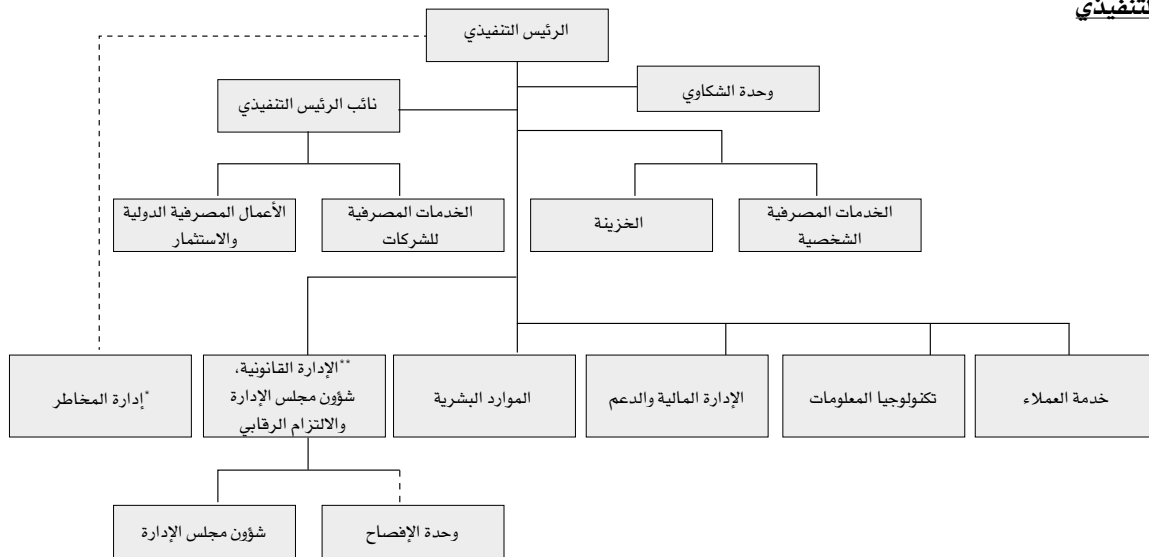 التنفيذي
الرئيس التنفيذي
وحدة الشكاوي
نائب الرئيس التنفيذي
الخدمات المصرفية
الشخصية
الخزينة
الخدمات المصرفية
للشركات
الأعمال المصرفية الدولية
والاستثمار
خدمة العملاء
تكنولوجيا المعلومات
الإدارة المالية والدعم
الموارد البشرية
**الإدارة القانونية،
شؤون مجلس الإدارة
والالتزام الرقابي
*إدارة المخاطر
وحدة الإفصاح
شؤون مجلس الإدارة